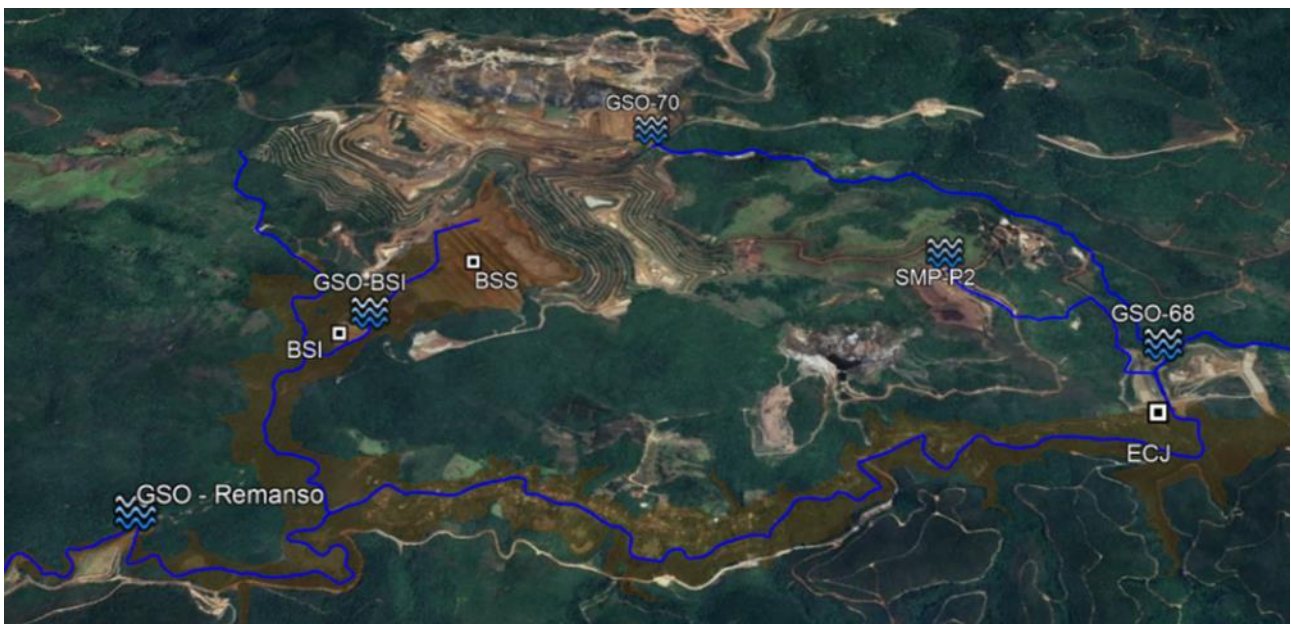 GSO-70
SMP-P2
GSO-BSI
BSS
GSO-68
BSI
ECJ
GSO - Remanso